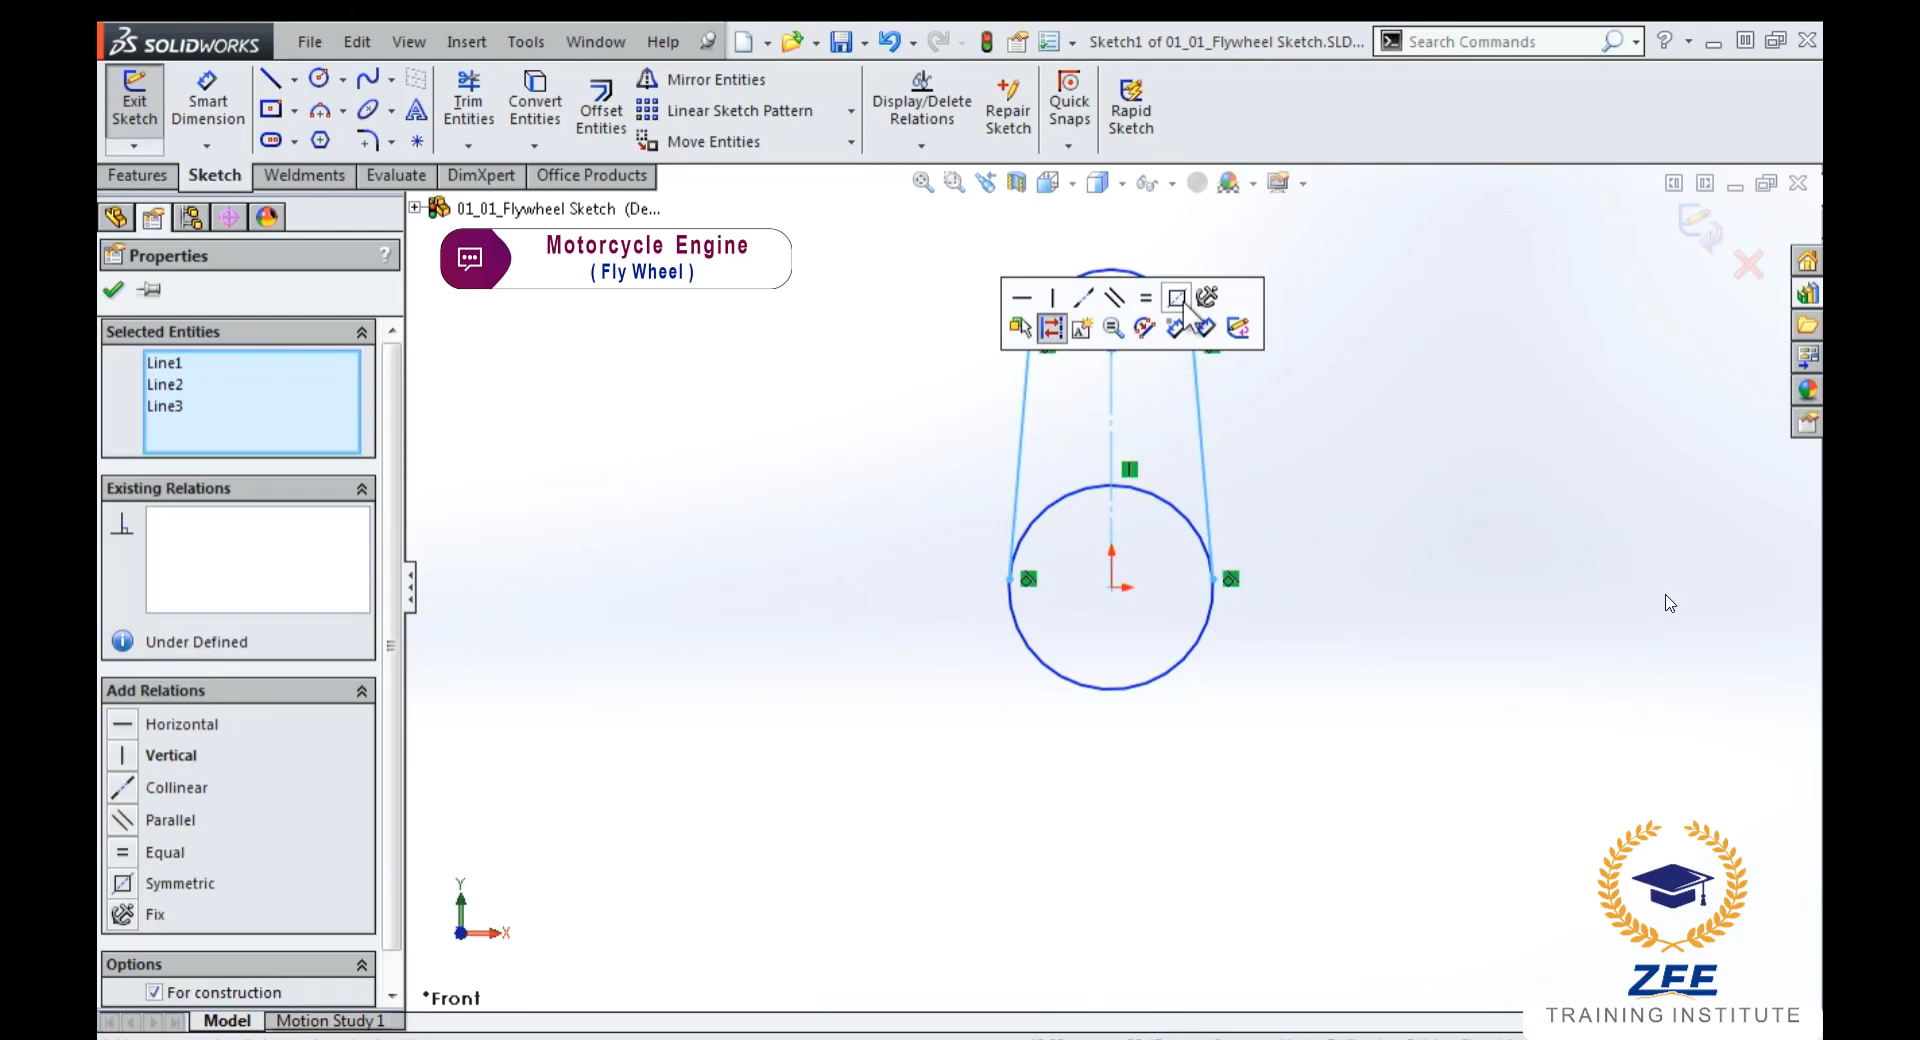 SOLIDWORKS File Edit View Insert Tools Window Help Sketch1 of 01_01_Flywheel Sketch.SLD... Search Commands
Exit Sketch
Smart Dimension
Trim Entities
Convert Entities
Offset Entities
Mirror Entities
Linear Sketch Pattern
Move Entities
Display/Delete Relations
Repair Sketch
Quick Snaps
Rapid Sketch
Features Sketch Weldments Evaluate DimXpert Office Products
01_01_Flywheel Sketch (De...
Motorcycle Engine
( Fly Wheel )
Properties
Selected Entities
Line1
Line2
Line3
Existing Relations
Under Defined
Add Relations
Horizontal
Vertical
Collinear
Parallel
Equal
Symmetric
Fix
Options
For construction
Y
X
*Front
Model Motion Study 1
ZFF
TRAINING INSTITUTE